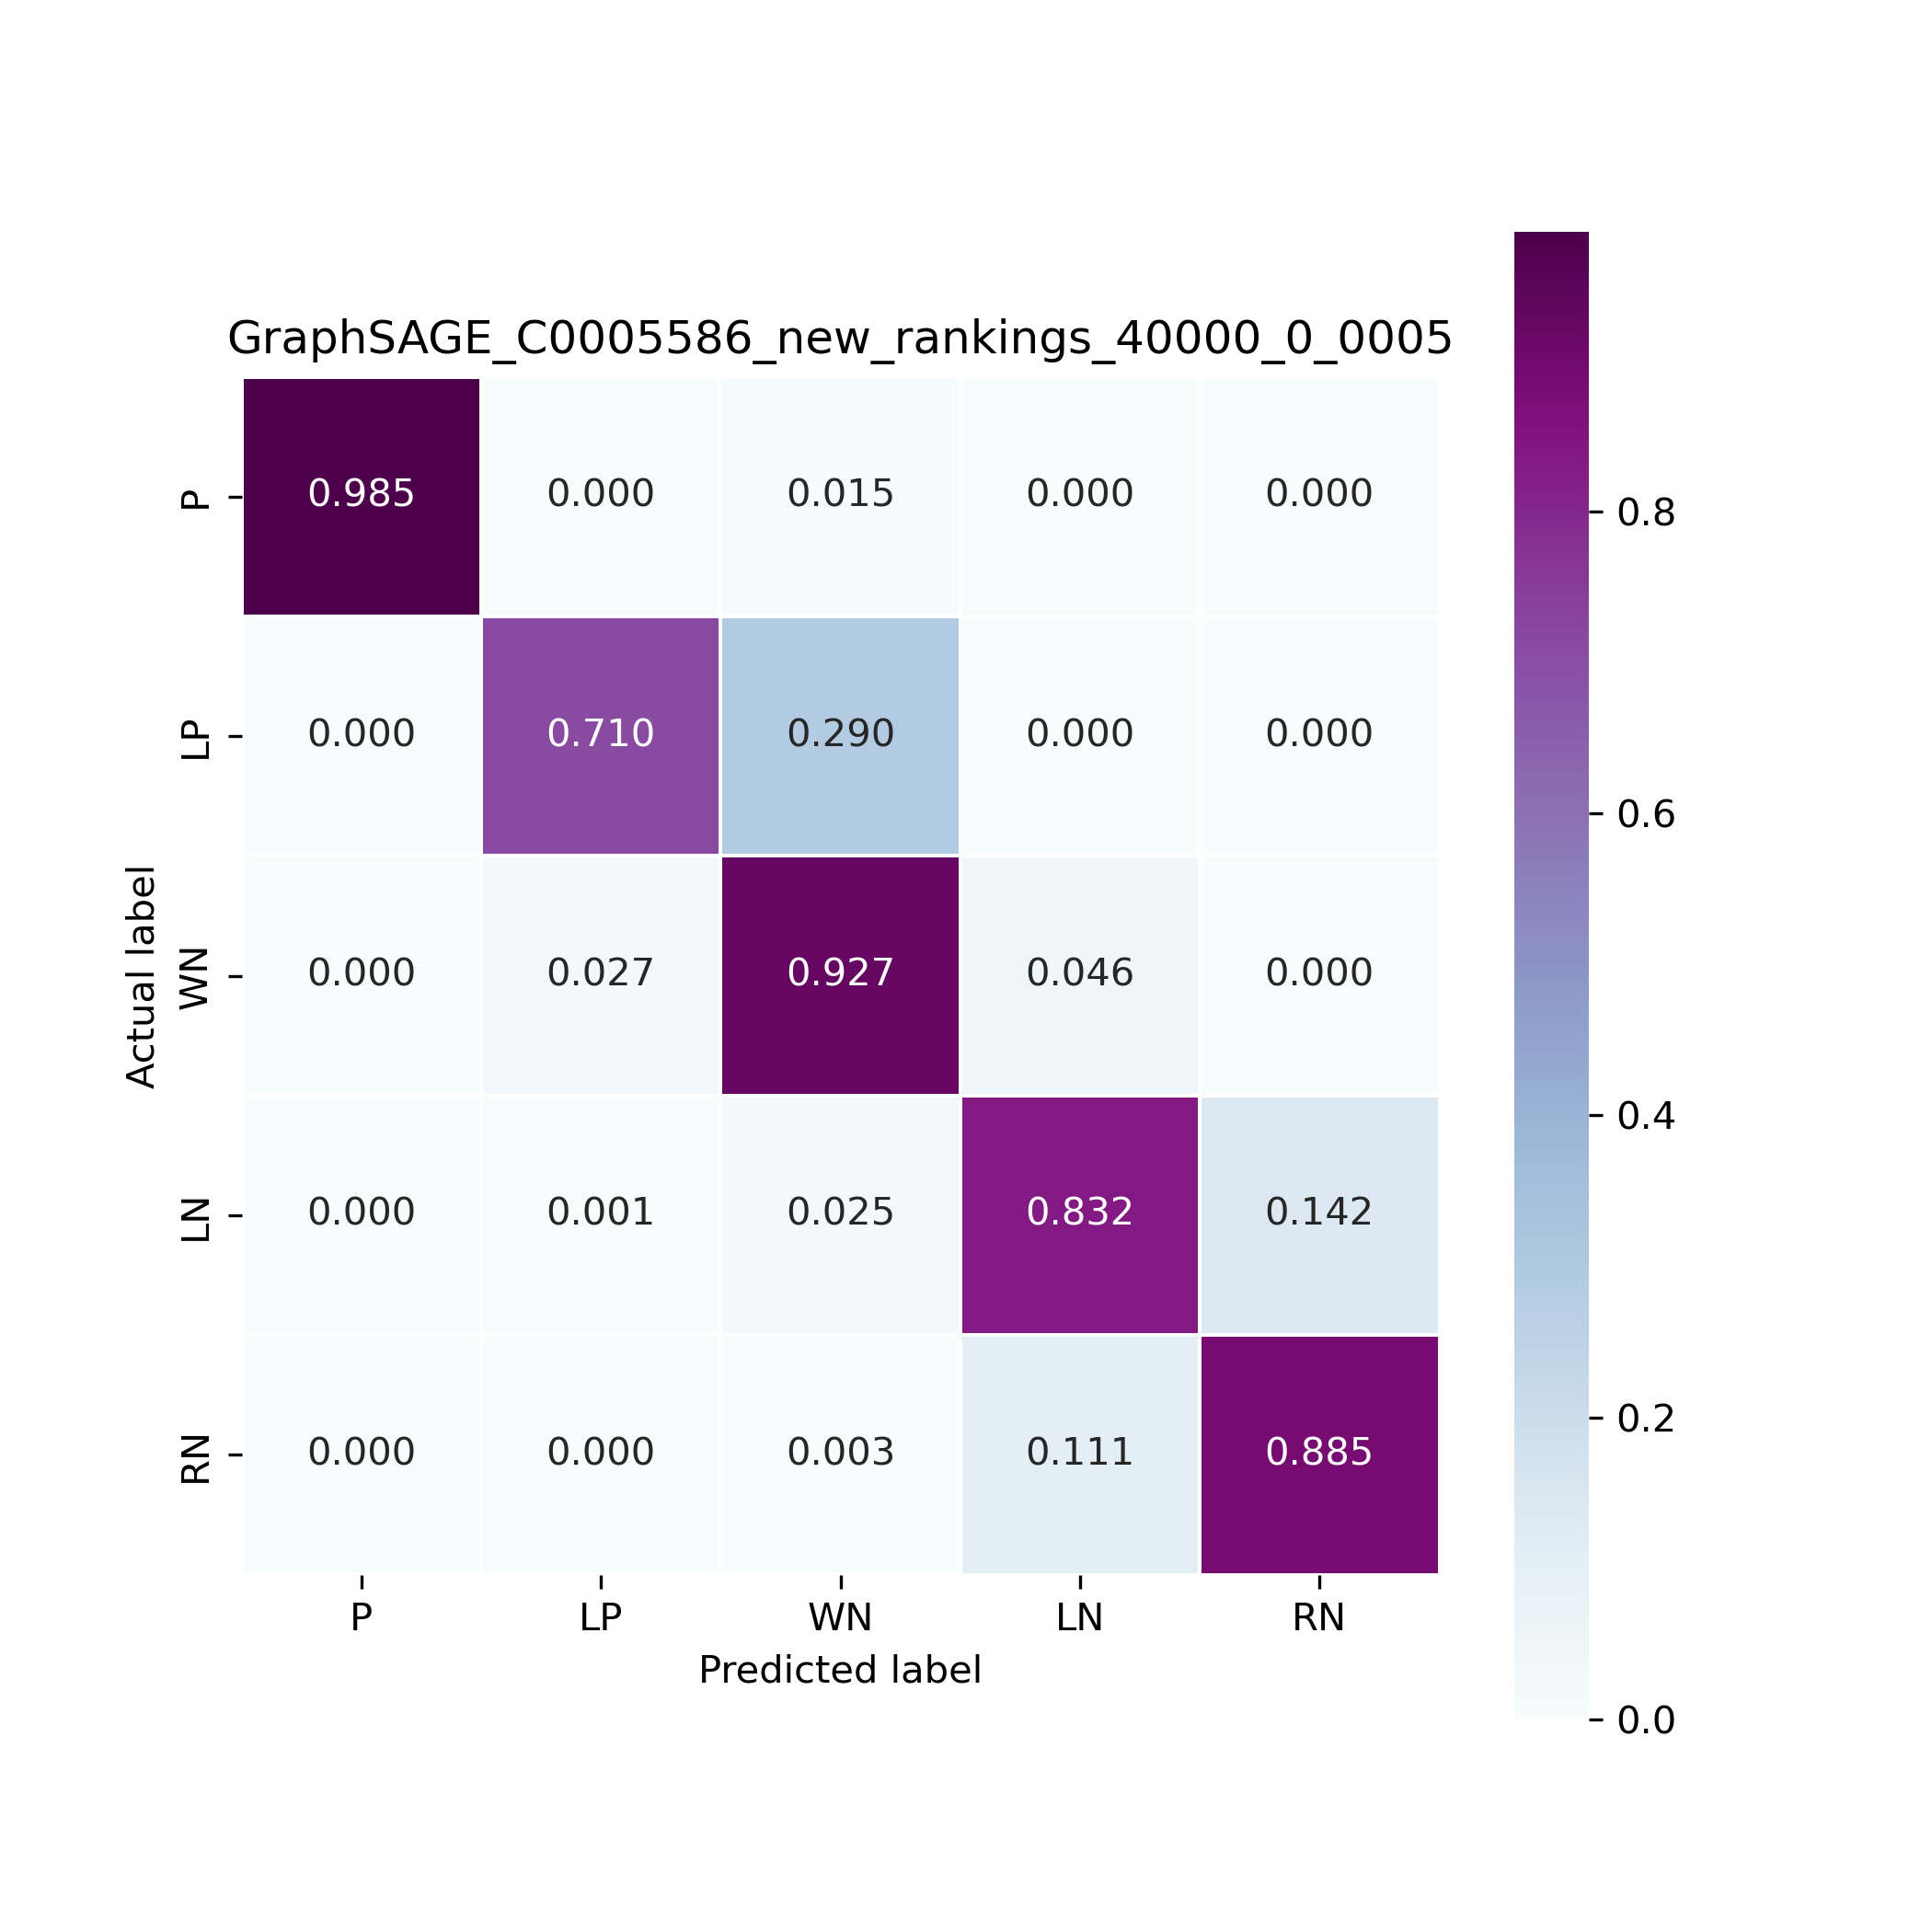 GraphSAGE_C0005586_new_rankings_40000_0_0005
P 0.985 0.000 0.015 0.000 0.000
LP 0.000 0.710 0.290 0.000 0.000
WN 0.000 0.027 0.927 0.046 0.000
LN 0.000 0.001 0.025 0.832 0.142
RN 0.000 0.000 0.003 0.111 0.885
P LP WN LN RN
Predicted label
Actual label
0.8
0.6
0.4
0.2
0.0